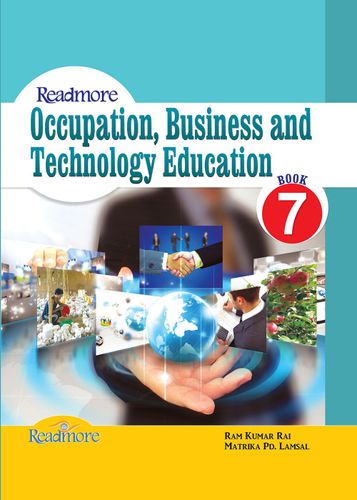 Readmore
Occupation, Business and
Technology Education
BOOK
7
Readmore
RAM KUMAR RAI
MATRIKA PD. LAMSAL